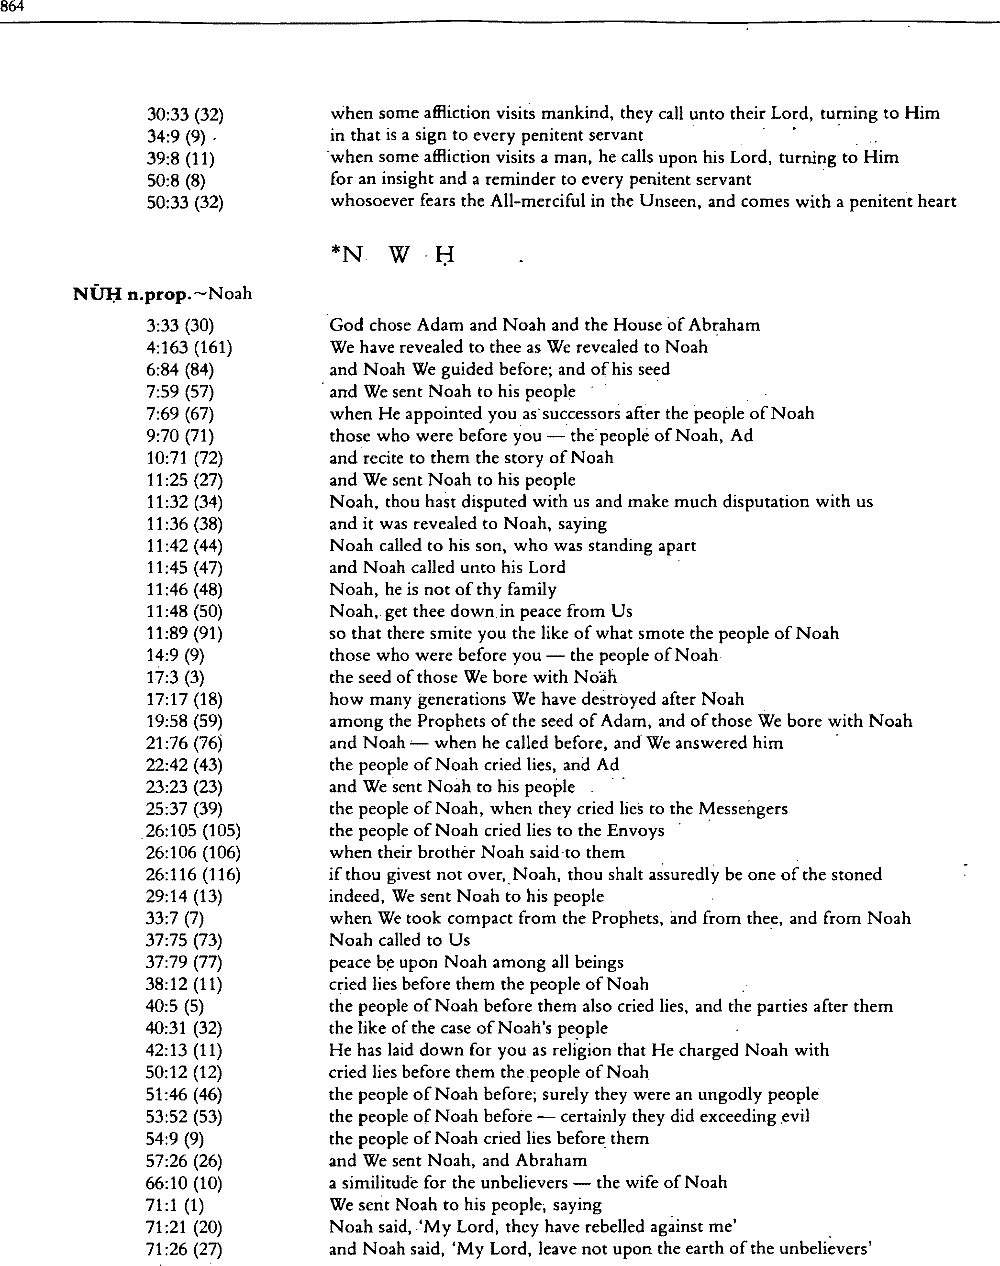 864
30:33 (32) when some affliction visits mankind, they call unto their Lord, turning to Him
34:9 (9) in that is a sign to every penitent servant
39:8 (11) when some affliction visits a man, he calls upon his Lord, turning to Him
50:8 (8) for an insight and a reminder to every penitent servant
50:33 (32) whosoever fears the All-merciful in the Unseen, and comes with a penitent heart
*N W Ḥ
NŪḤ n.prop.~Noah
3:33 (30) God chose Adam and Noah and the House of Abraham
4:163 (161) We have revealed to thee as We revealed to Noah
6:84 (84) and Noah We guided before; and of his seed
7:59 (57) and We sent Noah to his people
7:69 (67) when He appointed you as successors after the people of Noah
9:70 (71) those who were before you — the people of Noah, Ad
10:71 (72) and recite to them the story of Noah
11:25 (27) and We sent Noah to his people
11:32 (34) Noah, thou hast disputed with us and make much disputation with us
11:36 (38) and it was revealed to Noah, saying
11:42 (44) Noah called to his son, who was standing apart
11:45 (47) and Noah called unto his Lord
11:46 (48) Noah, he is not of thy family
11:48 (50) Noah, get thee down in peace from Us
11:89 (91) so that there smite you the like of what smote the people of Noah
14:9 (9) those who were before you — the people of Noah
17:3 (3) the seed of those We bore with Noah
17:17 (18) how many generations We have destroyed after Noah
19:58 (59) among the Prophets of the seed of Adam, and of those We bore with Noah
21:76 (76) and Noah — when he called before, and We answered him
22:42 (43) the people of Noah cried lies, and Ad
23:23 (23) and We sent Noah to his people
25:37 (39) the people of Noah, when they cried lies to the Messengers
26:105 (105) the people of Noah cried lies to the Envoys
26:106 (106) when their brother Noah said to them
26:116 (116) if thou givest not over, Noah, thou shalt assuredly be one of the stoned
29:14 (13) indeed, We sent Noah to his people
33:7 (7) when We took compact from the Prophets, and from thee, and from Noah
37:75 (73) Noah called to Us
37:79 (77) peace be upon Noah among all beings
38:12 (11) cried lies before them the people of Noah
40:5 (5) the people of Noah before them also cried lies, and the parties after them
40:31 (32) the like of the case of Noah's people
42:13 (11) He has laid down for you as religion that He charged Noah with
50:12 (12) cried lies before them the people of Noah
51:46 (46) the people of Noah before; surely they were an ungodly people
53:52 (53) the people of Noah before — certainly they did exceeding evil
54:9 (9) the people of Noah cried lies before them
57:26 (26) and We sent Noah, and Abraham
66:10 (10) a similitude for the unbelievers — the wife of Noah
71:1 (1) We sent Noah to his people, saying
71:21 (20) Noah said, 'My Lord, they have rebelled against me'
71:26 (27) and Noah said, 'My Lord, leave not upon the earth of the unbelievers'